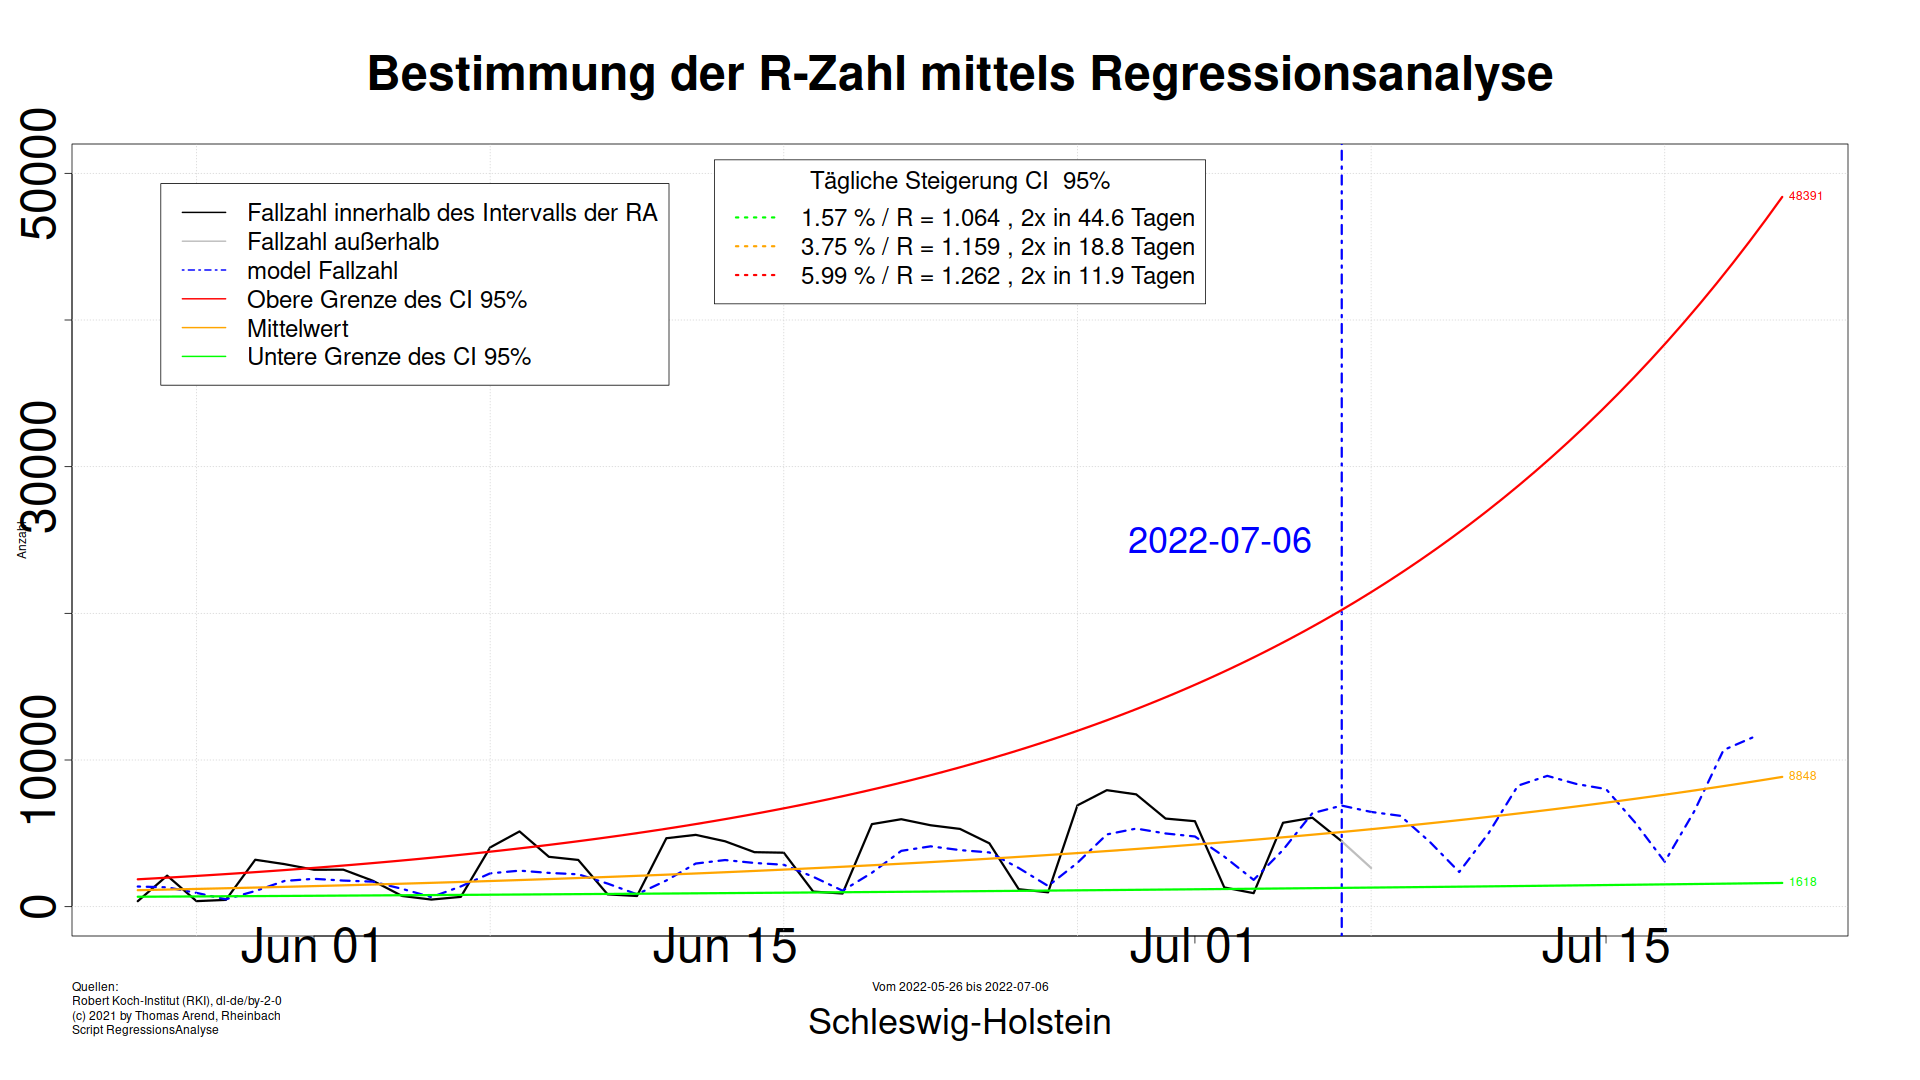 Bestimmung der R-Zahl mittels Regressionsanalyse
50000
30000
10000
0
Anzahl
Fallzahl innerhalb des Intervalls der RA
Fallzahl außerhalb
model Fallzahl
Obere Grenze des CI 95%
Mittelwert
Untere Grenze des CI 95%
Tägliche Steigerung CI 95%
1.57 % / R = 1.064 , 2x in 44.6 Tagen
3.75 % / R = 1.159 , 2x in 18.8 Tagen
5.99 % / R = 1.262 , 2x in 11.9 Tagen
48391
2022-07-06
8848
1618
Jun 01
Jun 15
Jul 01
Jul 15
Quellen:
Robert Koch-Institut (RKI), dl-de/by-2-0
(c) 2021 by Thomas Arend, Rheinbach
Script RegressionsAnalyse
Vom 2022-05-26 bis 2022-07-06
Schleswig-Holstein